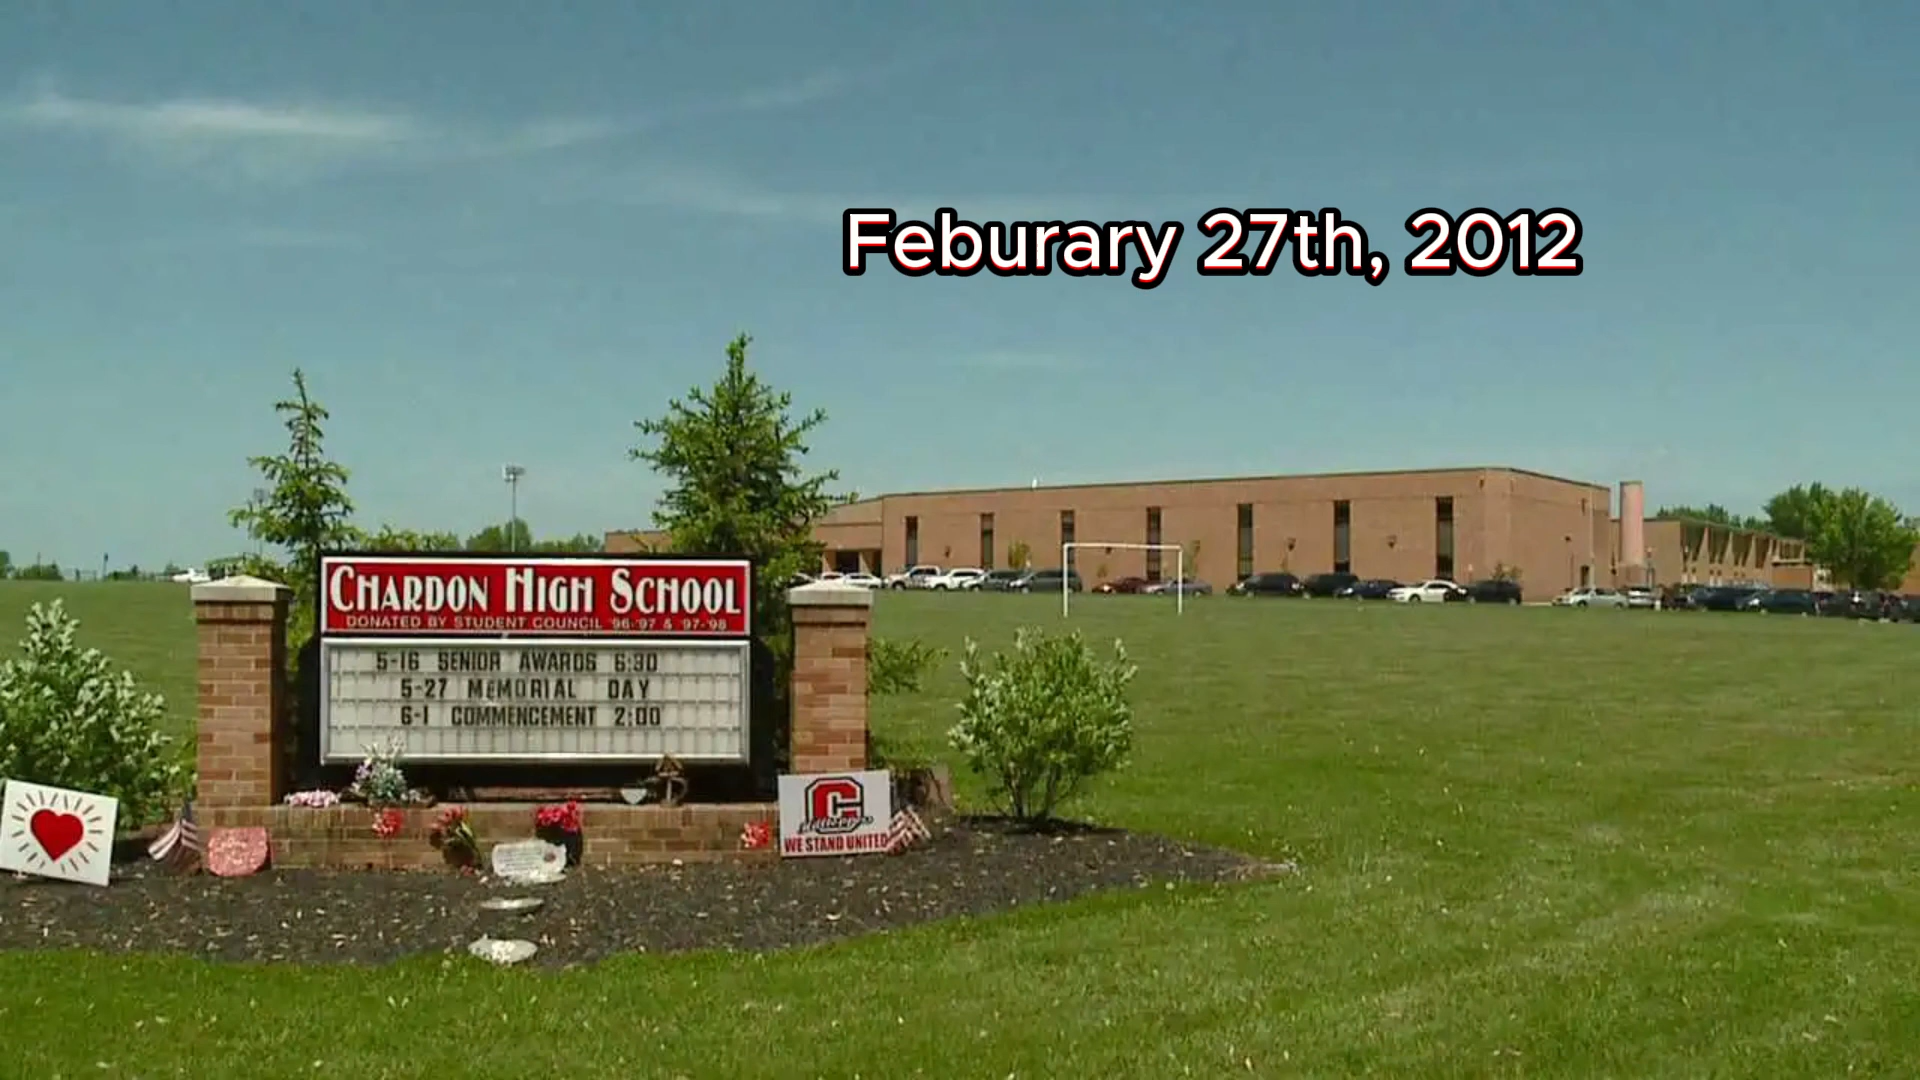 Feburary 27th, 2012
CHARDON HIGH SCHOOL
DONATED BY STUDENT COUNCIL '96-'97 & '97-'98
5-16 SENIOR AWARDS 6:30
5-27 MEMORIAL DAY
6-1 COMMENCEMENT 2:00
C
Hilltoppers
WE STAND UNITED